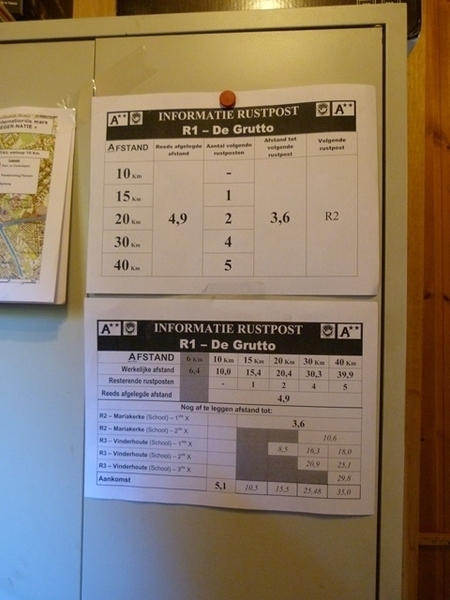 internationale mars
LEGER-NATIE »
A**
INFORMATIE RUSTPOST
A**
R1 – De Grutto
AFSTAND Reeds afgelegde afstand Aantal volgende rustposten Afstand tot volgende rustpost Volgende rustpost
10 Km -
15 Km 1
20 Km 4,9 2 3,6 R2
30 Km 4
40 Km 5
A**
INFORMATIE RUSTPOST
A**
R1 – De Grutto
AFSTAND 6 Km 10 Km 15 Km 20 Km 30 Km 40 Km
Werkelijke afstand 6,4 10,0 15,4 20,4 30,3 39,9
Resterende rustposten - 1 2 4 5
Reeds afgelegde afstand 4,9
Nog af te leggen afstand tot:
R2 – Mariakerke (School) – 1ste X 3,6
R2 – Mariakerke (School) – 2de X 10,6
R3 – Vinderhoute (School) – 1ste X 8,5 16,3 18,0
R3 – Vinderhoute (School) – 2de X 20,9 25,1
R3 – Vinderhoute (School) – 3de X 29,8
Aankomst 5,1 10,5 15,5 25,48 35,0